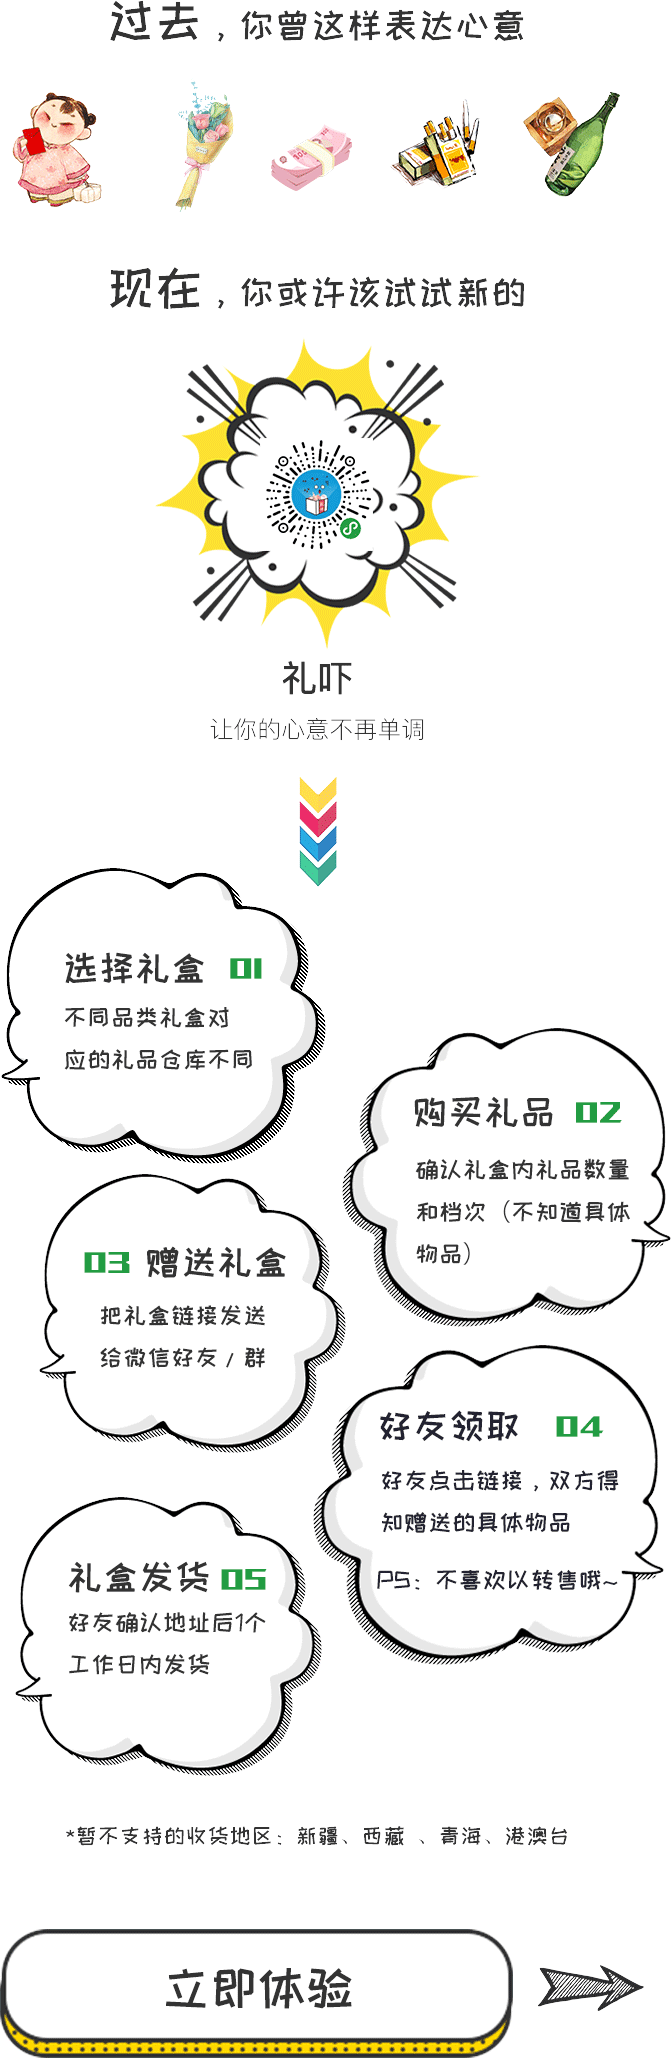 过去，你曾这样表达心意
现在，你或许该试试新的
礼吓
让你的心意不再单调
选择礼盒 01
不同品类礼盒对
应的礼品仓库不同
购买礼品 02
确认礼盒内礼品数量
和档次（不知道具体
物品）
03 赠送礼盒
把礼盒链接发送
给微信好友/群
好友领取 04
好友点击链接，双方得
知赠送的具体物品
PS：不喜欢以转售哦~
礼盒发货 05
好友确认地址后1个
工作日内发货
*暂不支持的收货地区：新疆、西藏 、青海、港澳台
立即体验